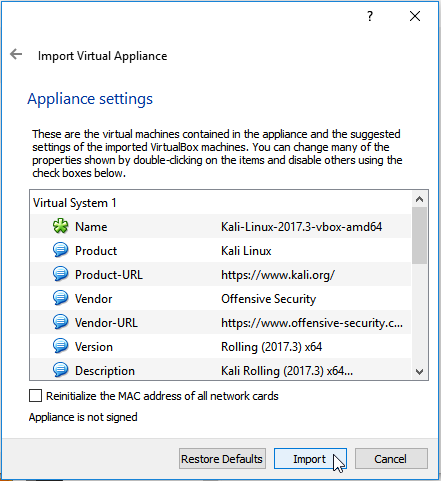 ?
Import Virtual Appliance
Appliance settings
These are the virtual machines contained in the appliance and the suggested
settings of the imported VirtualBox machines. You can change many of the
properties shown by double-clicking on the items and disable others using the
check boxes below.
Virtual System 1
Name Kali-Linux-2017.3-vbox-amd64
Product Kali Linux
Product-URL https://www.kali.org/
Vendor Offensive Security
Vendor-URL https://www.offensive-security.c...
Version Rolling (2017.3) x64
Description Kali Rolling (2017.3) x64...
Reinitialize the MAC address of all network cards
Appliance is not signed
Restore Defaults Import Cancel